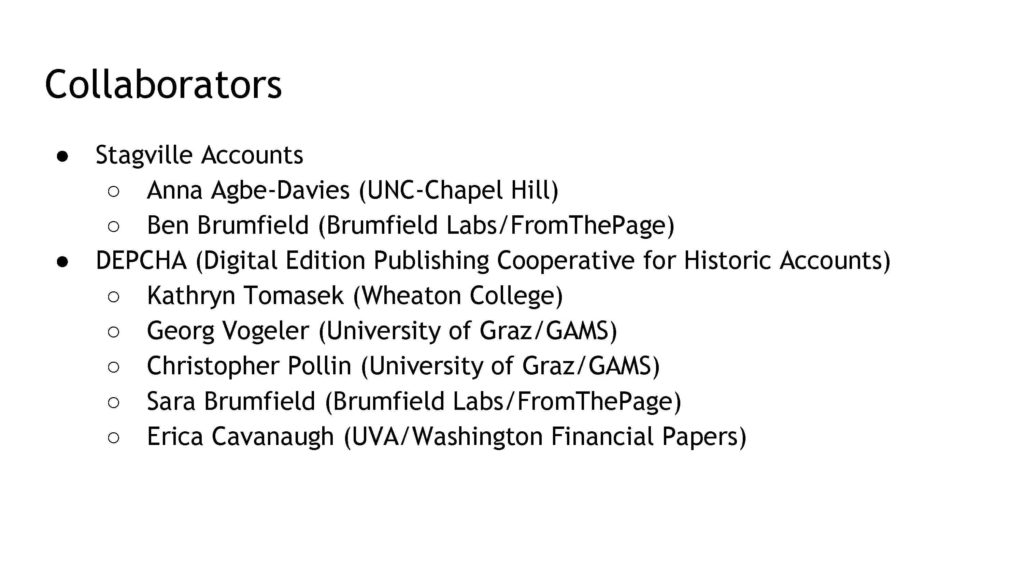 Collaborators
● Stagville Accounts
○ Anna Agbe-Davies (UNC-Chapel Hill)
○ Ben Brumfield (Brumfield Labs/FromThePage)
● DEPCHA (Digital Edition Publishing Cooperative for Historic Accounts)
○ Kathryn Tomasek (Wheaton College)
○ Georg Vogeler (University of Graz/GAMS)
○ Christopher Pollin (University of Graz/GAMS)
○ Sara Brumfield (Brumfield Labs/FromThePage)
○ Erica Cavanaugh (UVA/Washington Financial Papers)